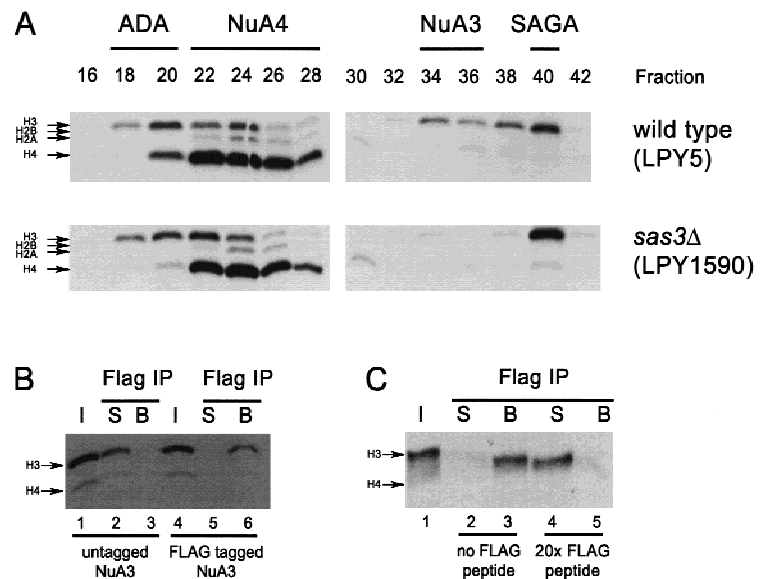 A
ADA NuA4 NuA3 SAGA
16 18 20 22 24 26 28 30 32 34 36 38 40 42 Fraction
H3
H2B
H2A
H4
wild type
(LPY5)
H3
H2B
H2A
H4
sas3Δ
(LPY1590)
B
Flag IP Flag IP
I S B I S B
H3
H4
1 2 3 4 5 6
untagged
NuA3
FLAG tagged
NuA3
C
Flag IP
I S B S B
H3
H4
1 2 3 4 5
no FLAG
peptide
20x FLAG
peptide